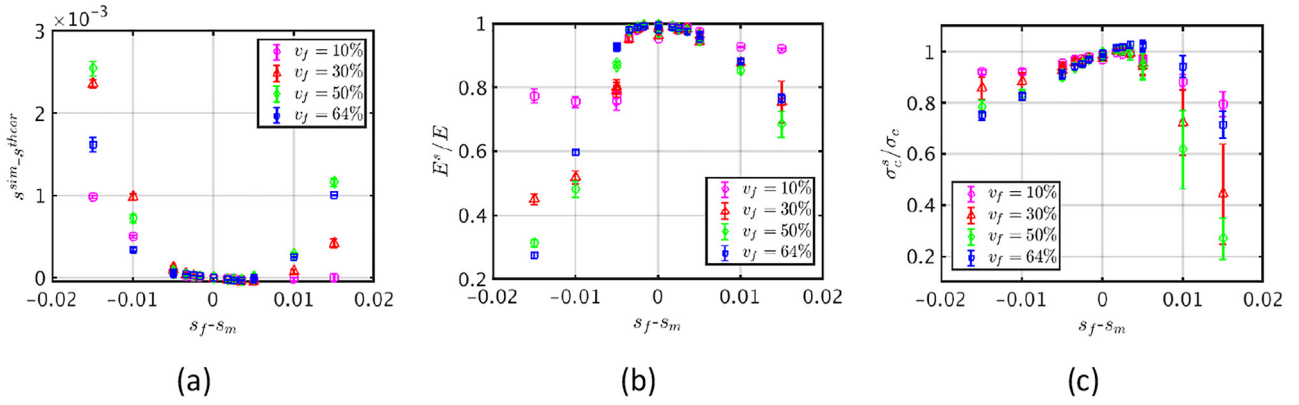 ×10⁻³
3
2
1
0
s^{sim}-s^{theor}
v_f = 10%
v_f = 30%
v_f = 50%
v_f = 64%
-0.02 -0.01 0 0.01 0.02
s_f-s_m
(a)
1
0.8
0.6
0.4
0.2
E^s/E
v_f = 10%
v_f = 30%
v_f = 50%
v_f = 64%
-0.02 -0.01 0 0.01 0.02
s_f-s_m
(b)
1
0.8
0.6
0.4
0.2
σ_c^s/σ_c
v_f = 10%
v_f = 30%
v_f = 50%
v_f = 64%
-0.02 -0.01 0 0.01 0.02
s_f-s_m
(c)